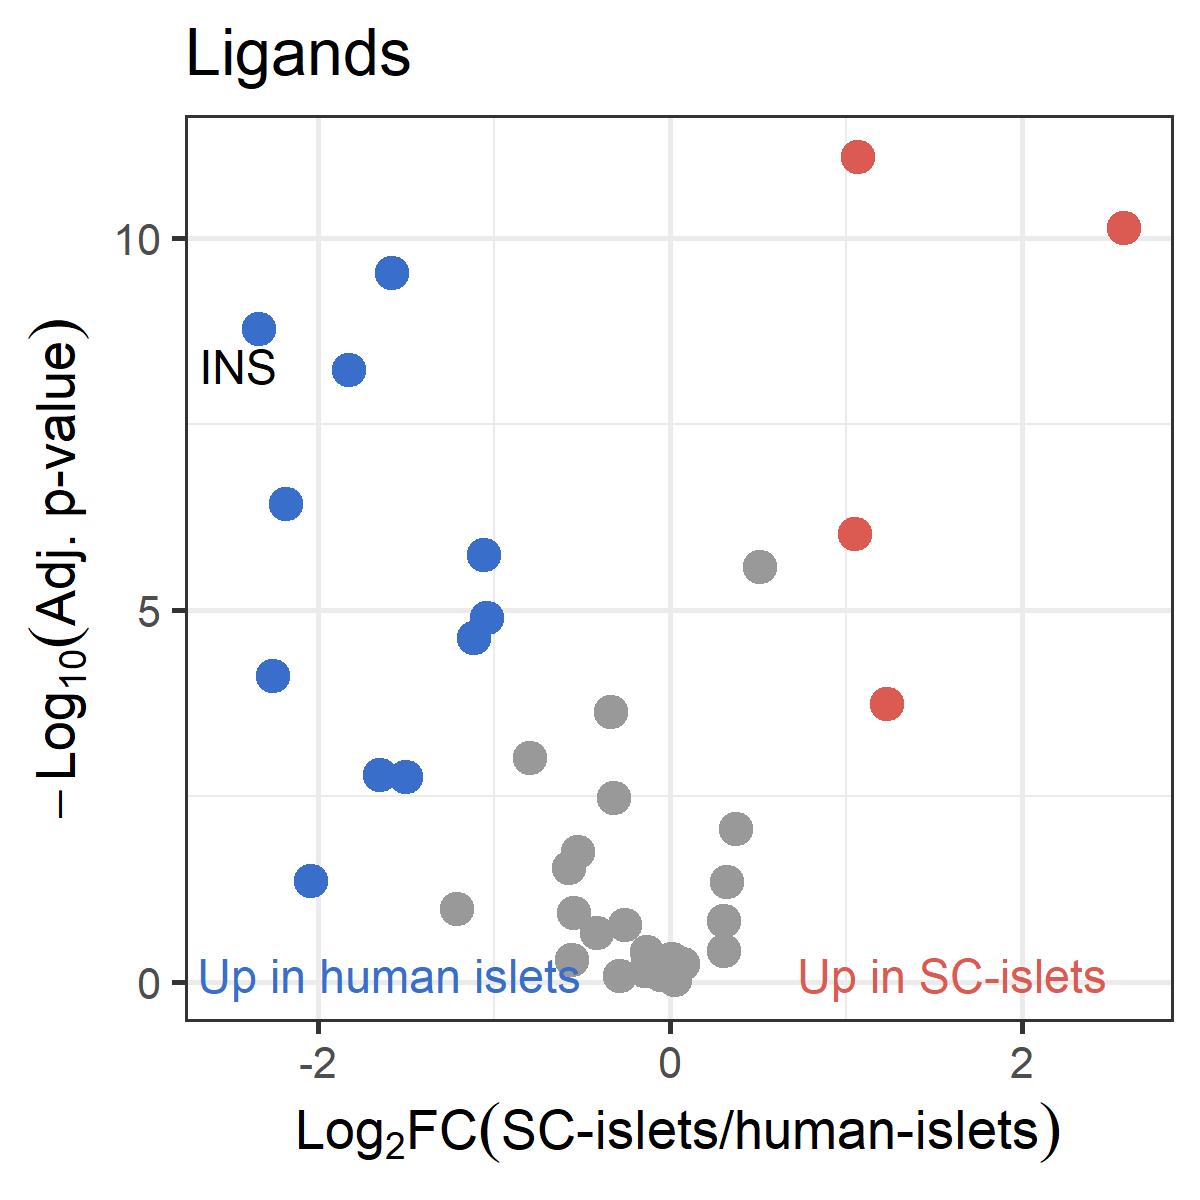 Ligands
10
5
0
−Log₁₀(Adj. p-value)
INS
Up in human islets
Up in SC-islets
-2
0
2
Log₂FC(SC-islets/human-islets)